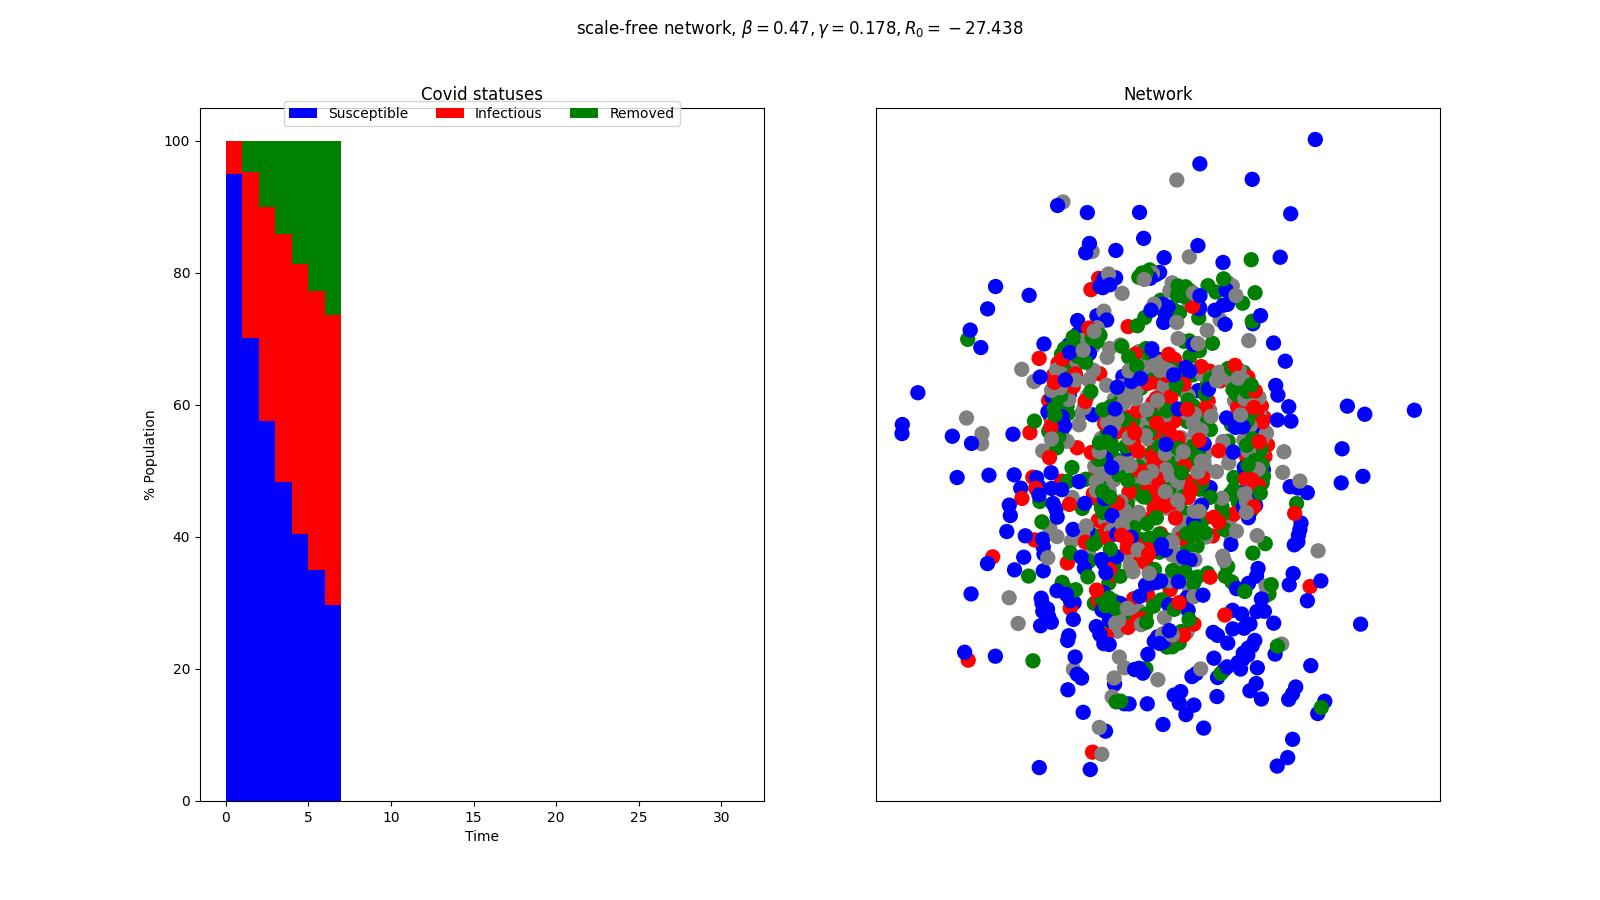 scale-free network, β = 0.47, γ = 0.178, R₀ = − 27.438
Covid statuses
Susceptible Infectious Removed
100
80
60
40
20
0
% Population
0 5 10 15 20 25 30
Time
Network